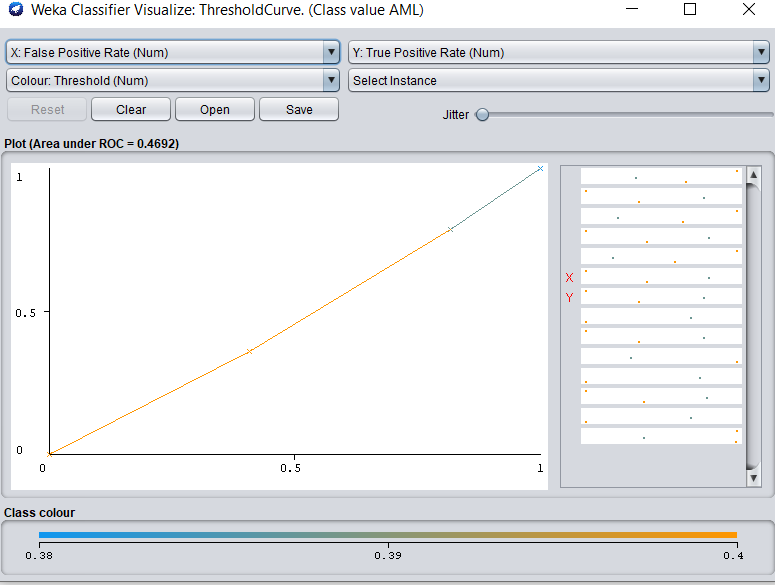 Weka Classifier Visualize: ThresholdCurve. (Class value AML)
X: False Positive Rate (Num)
Y: True Positive Rate (Num)
Colour: Threshold (Num)
Select Instance
Reset
Clear
Open
Save
Jitter
Plot (Area under ROC = 0.4692)
1
0.5
0
0
0.5
1
X
Y
Class colour
0.38
0.39
0.4